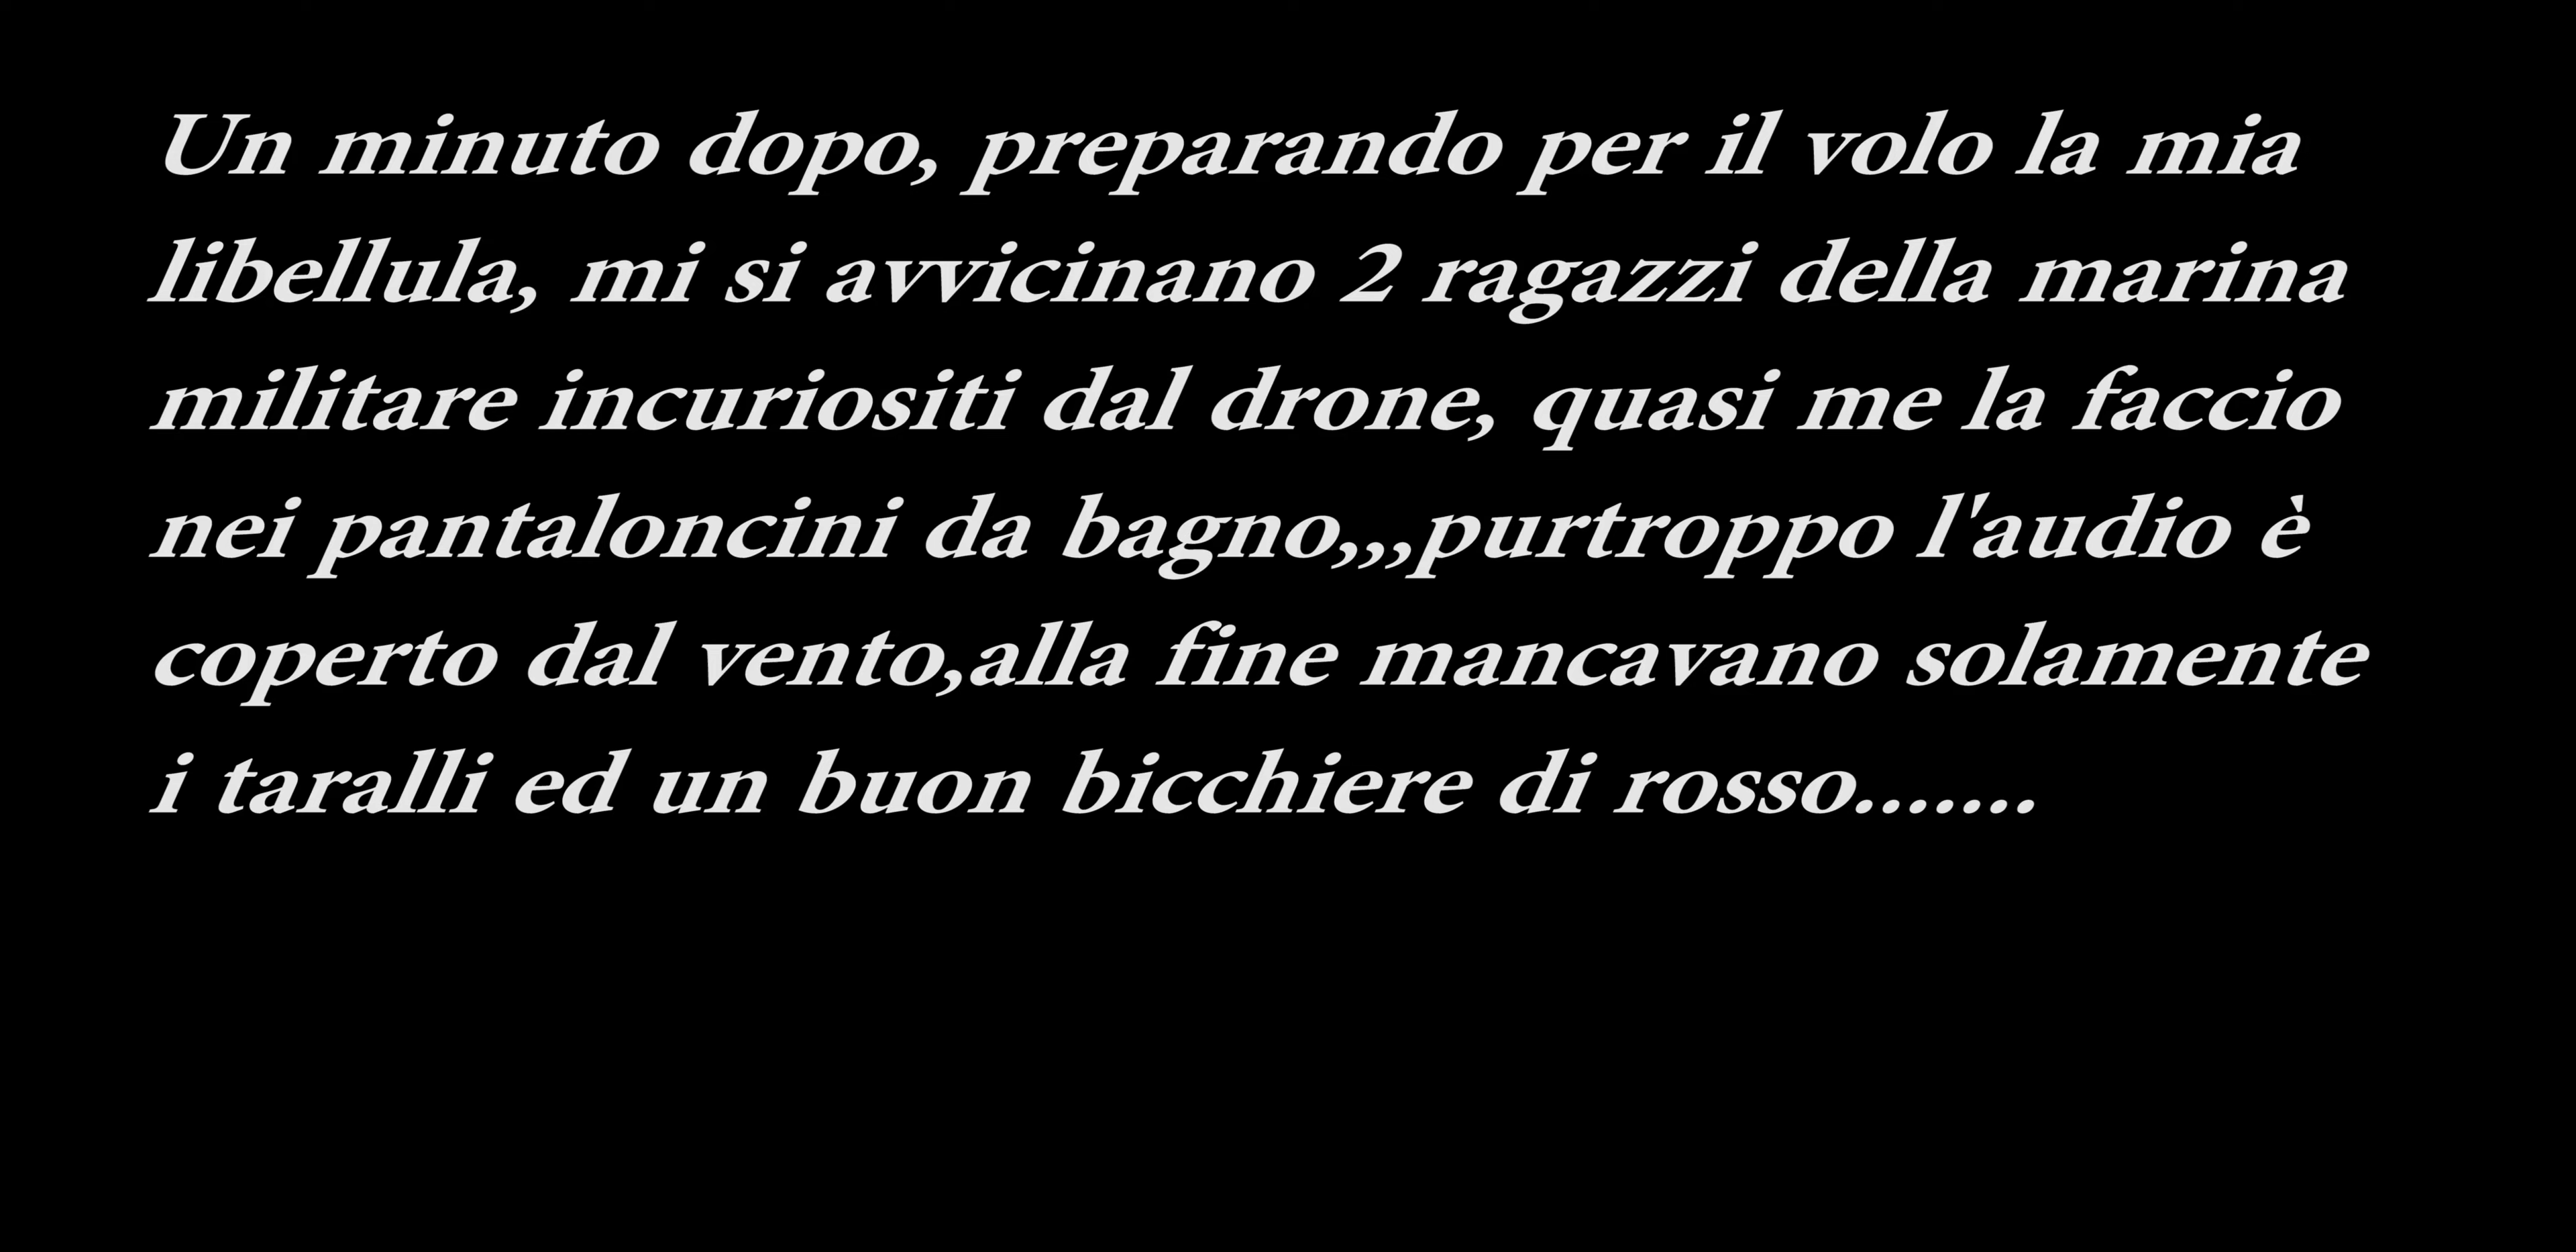 Un minuto dopo, preparando per il volo la mia
libellula, mi si avvicinano 2 ragazzi della marina
militare incuriositi dal drone, quasi me la faccio
nei pantaloncini da bagno,,,purtroppo l'audio è
coperto dal vento,alla fine mancavano solamente
i taralli ed un buon bicchiere di rosso.......